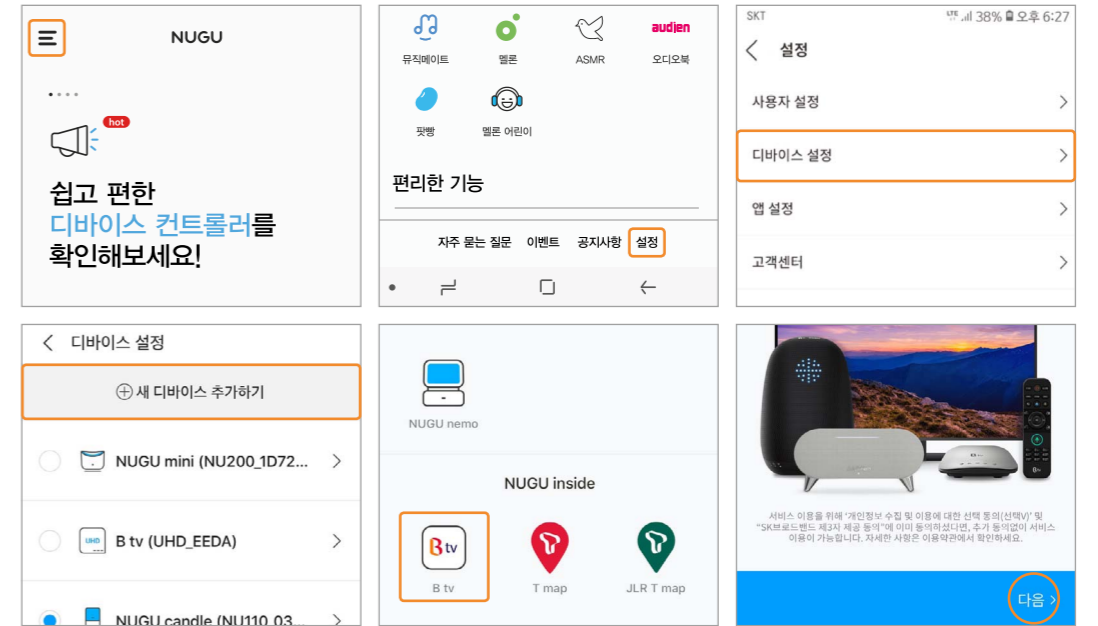 NUGU
hot
쉽고 편한
디바이스 컨트롤러를
확인해보세요!
audien
뮤직메이트 멜론 ASMR 오디오북
팟빵 멜론 어린이
편리한 기능
자주 묻는 질문 이벤트 공지사항 설정
SKT LTE 38% 오후 6:27
설정
사용자 설정
디바이스 설정
앱 설정
고객센터
디바이스 설정
새 디바이스 추가하기
NUGU mini (NU200_1D72...
UHD B tv (UHD_EEDA)
NUGU candle (NU110_03...
NUGU nemo
NUGU inside
B tv
B tv T map JLR T map
서비스 이용을 위해 '개인정보 수집 및 이용에 대한 선택 동의(선택V)' 및
"SK브로드밴드 제3자 제공 동의"에 이미 동의하셨다면, 추가 동의없이 서비스
이용이 가능합니다. 자세한 사항은 이용약관에서 확인하세요.
다음